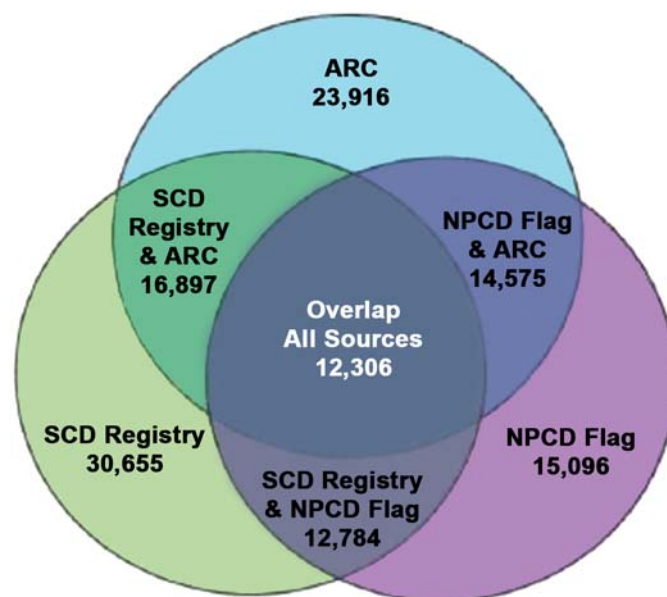 ARC
23,916
SCD
Registry
& ARC
16,897
NPCD Flag
& ARC
14,575
Overlap
All Sources
12,306
SCD Registry
30,655
NPCD Flag
15,096
SCD Registry
& NPCD Flag
12,784